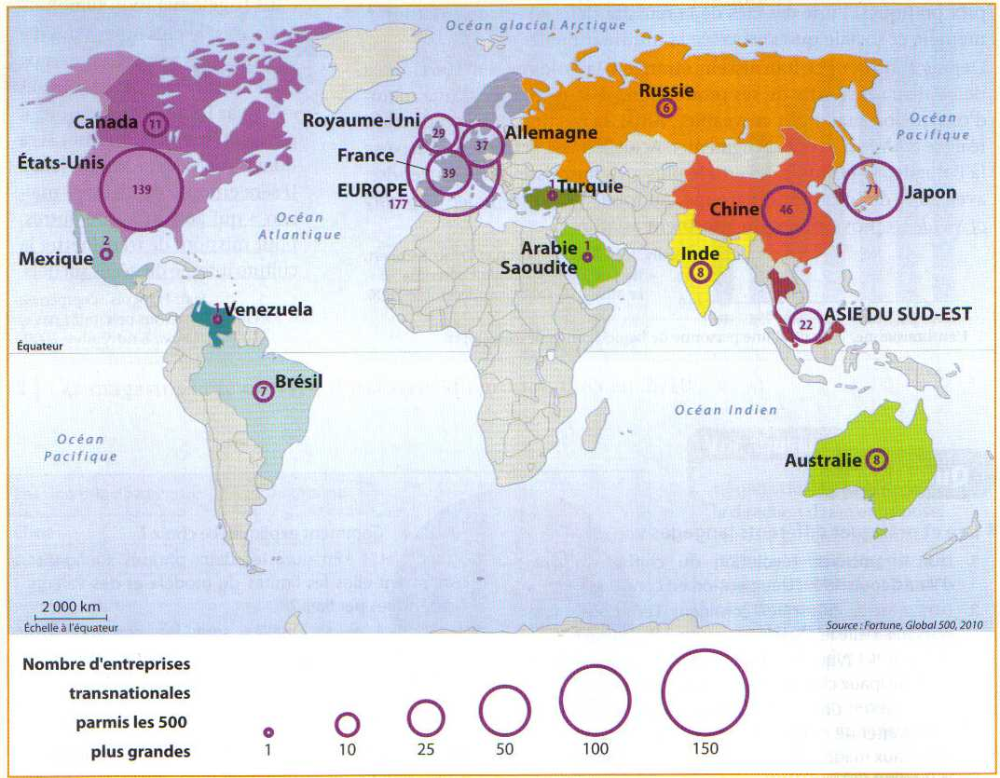 Océan glacial Arctique
Russie
6
Canada
11
Royaume-Uni
29
Allemagne
37
Océan
Pacifique
France
39
États-Unis
139
EUROPE
177
1
Turquie
Chine
46
71
Japon
Océan
Atlantique
2
Mexique
Arabie
Saoudite
1
Inde
8
1
Venezuela
22
ASIE DU SUD-EST
Équateur
Brésil
7
Océan Indien
Océan
Pacifique
Australie
8
2 000 km
Échelle à l'équateur
Source : Fortune, Global 500, 2010
Nombre d'entreprises
transnationales
parmis les 500
plus grandes
1
10
25
50
100
150